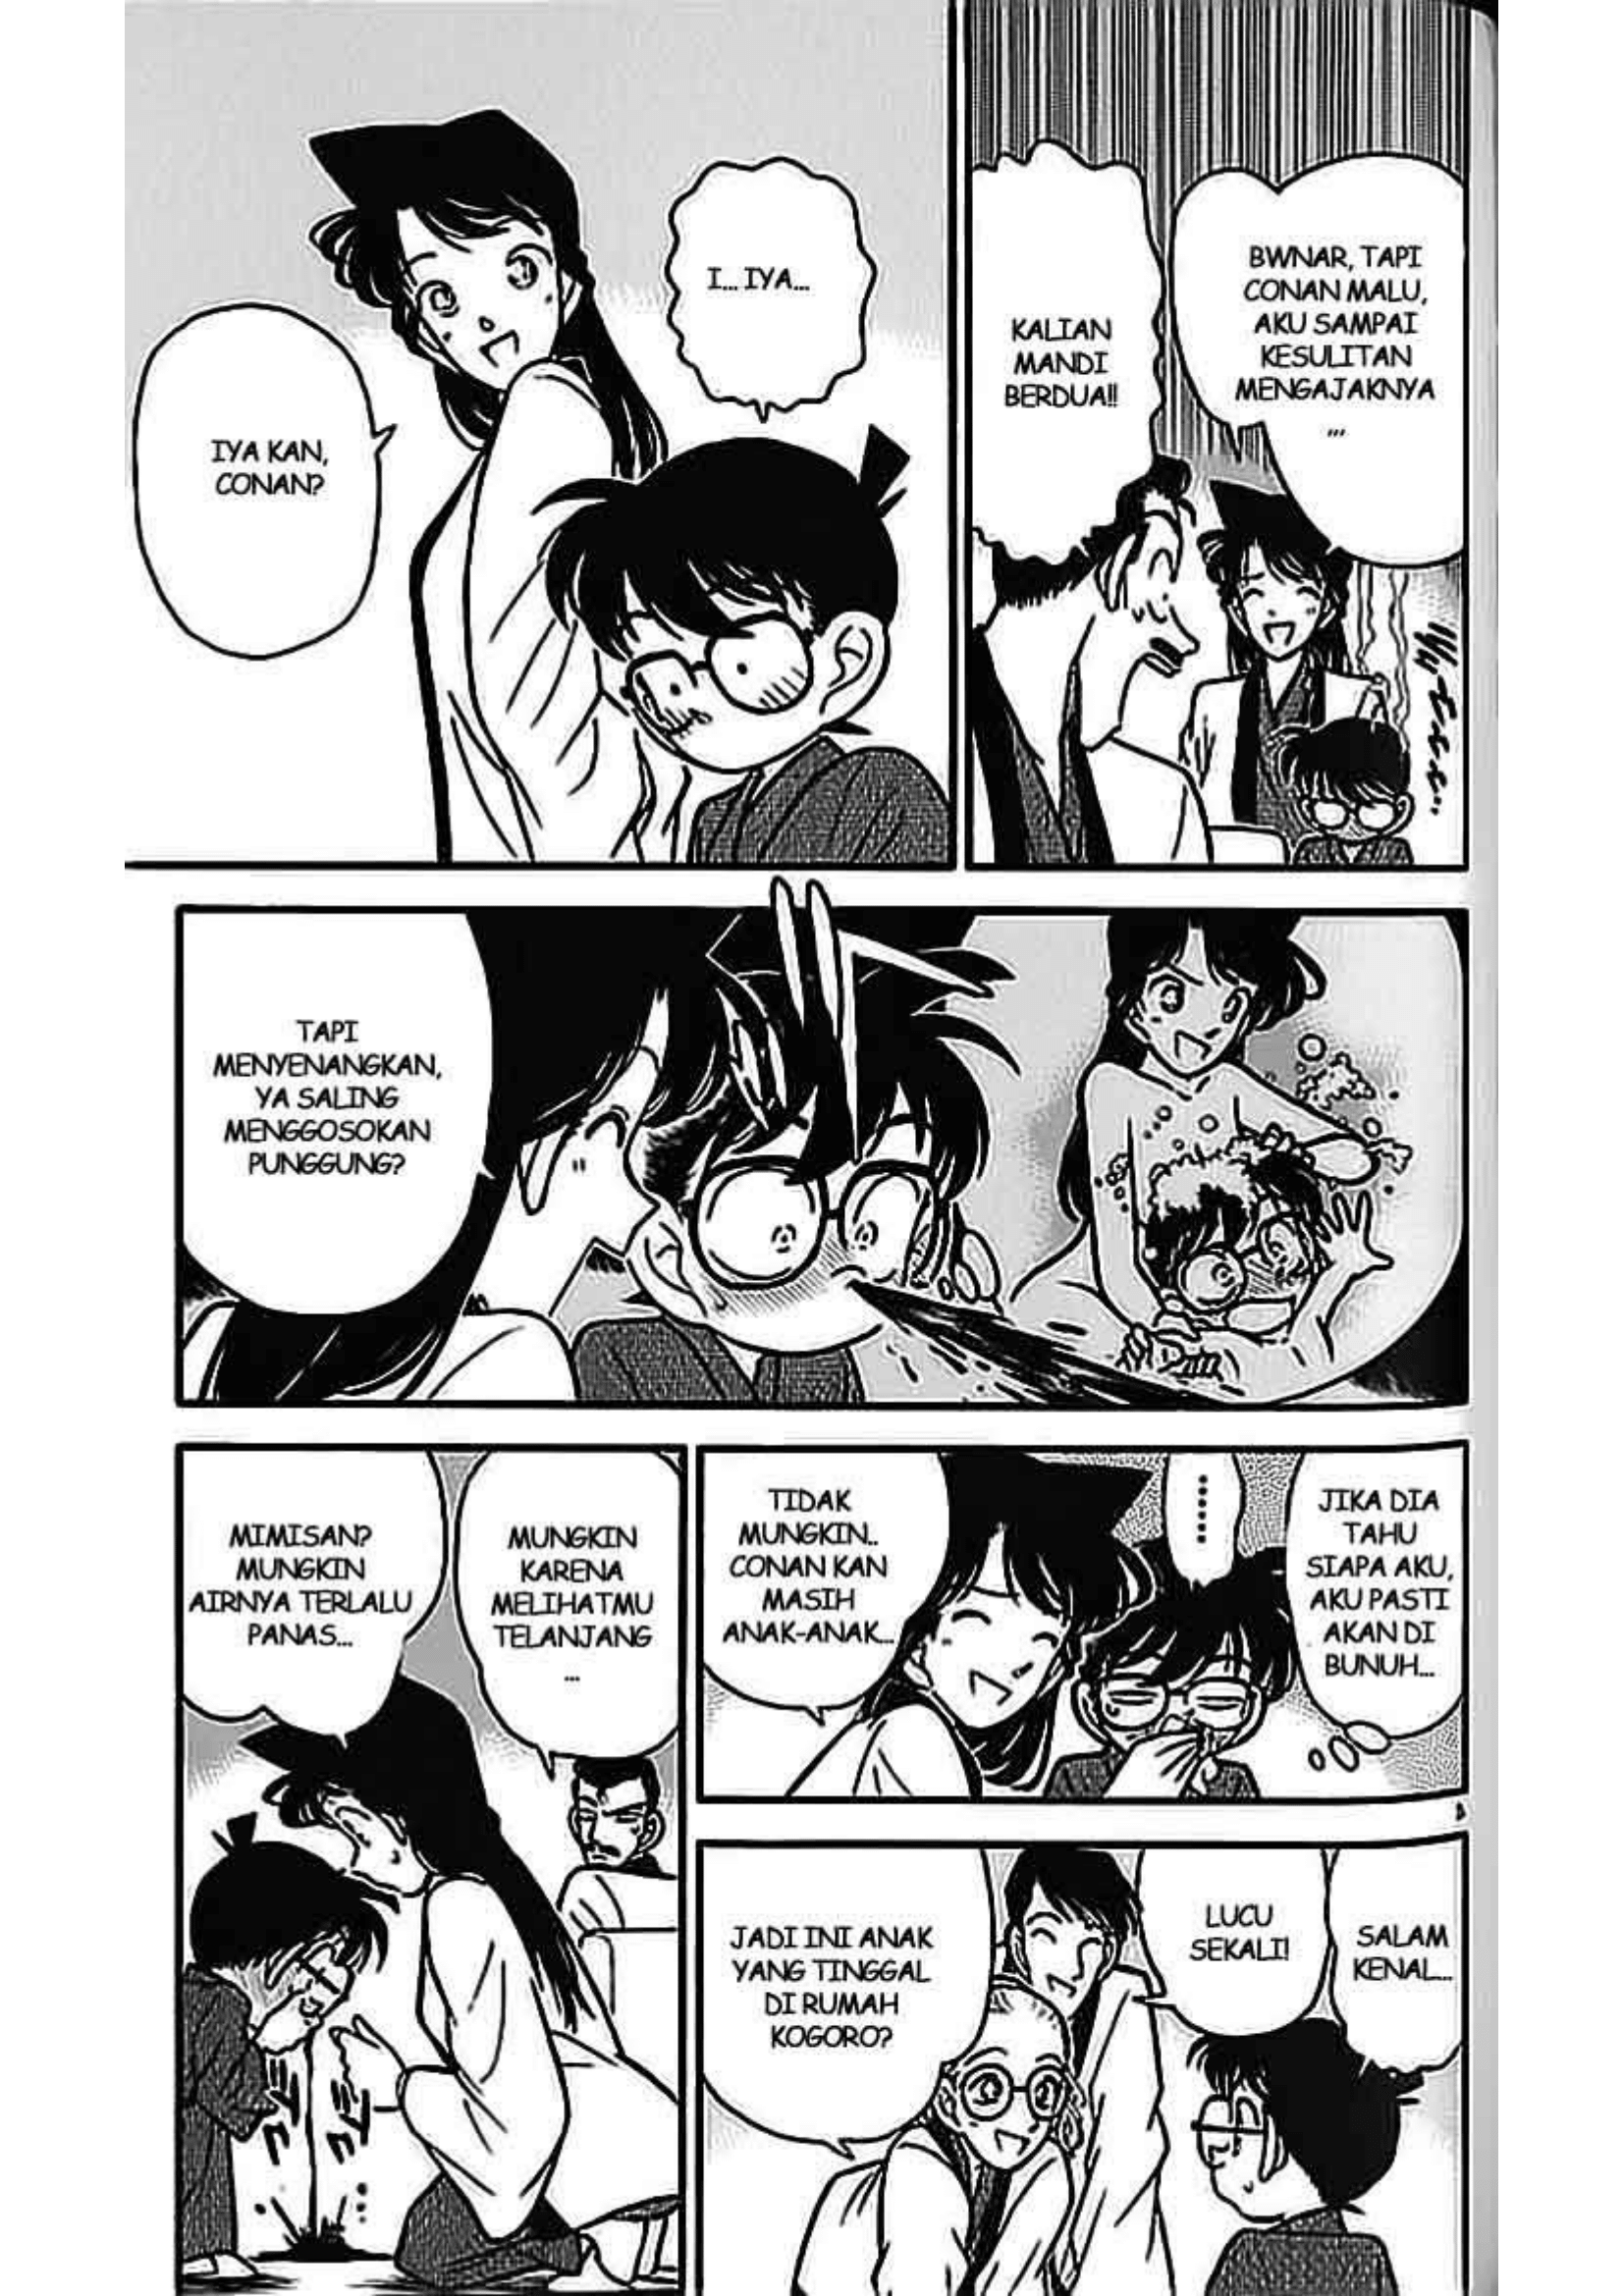 BWNAR, TAPI
CONAN MALU,
AKU SAMPAI
KESULITAN
MENGAJAKNYA
...
KALIAN
MANDI
BERDUA!!
I... IYA...
IYA KAN,
CONAN?
TAPI
MENYENANGKAN,
YA SALING
MENGGOSOKAN
PUNGGUNG?
JIKA DIA
TAHU
SIAPA AKU,
AKU PASTI
AKAN DI
BUNUH...
......
TIDAK
MUNGKIN..
CONAN KAN
MASIH
ANAK-ANAK...
MUNGKIN
KARENA
MELIHATMU
TELANJANG
...
MIMISAN?
MUNGKIN
AIRNYA TERLALU
PANAS...
SALAM
KENAL...
LUCU
SEKALI!
JADI INI ANAK
YANG TINGGAL
DI RUMAH
KOGORO?